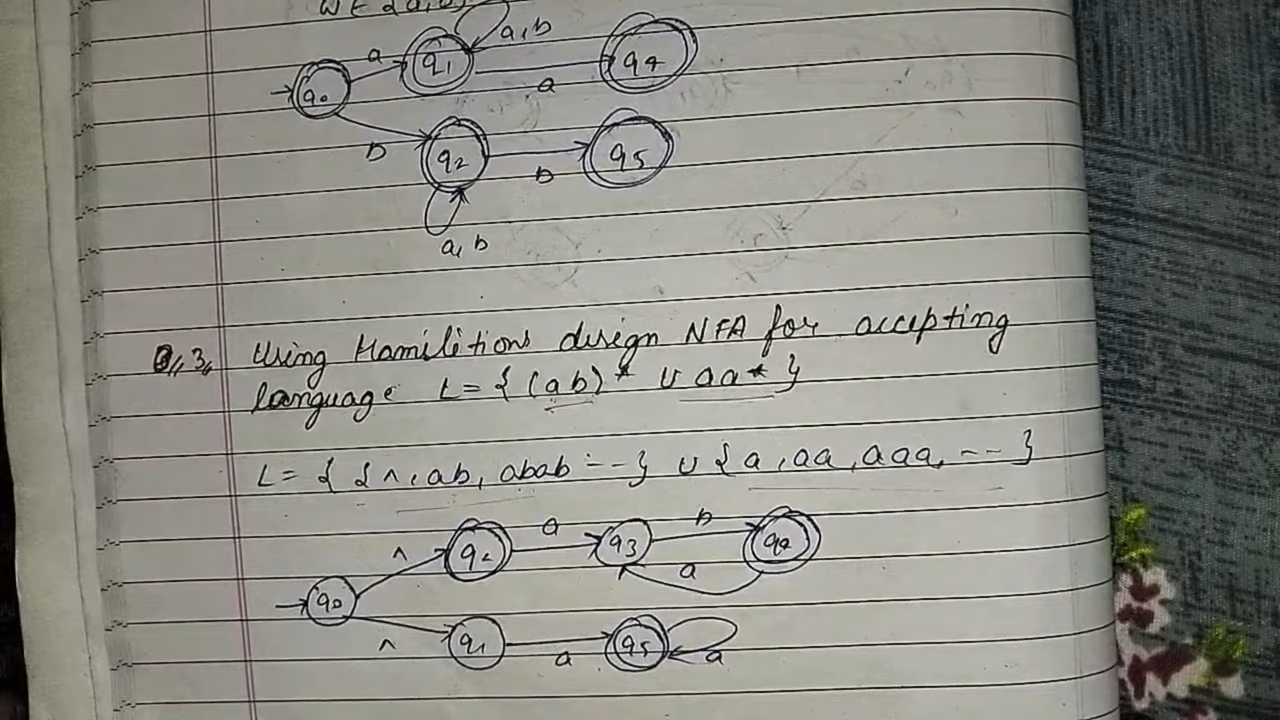 a a,b
q₀ q₁ q₄
a
b q₂ b q₅
a, b
Q. 3. Using Hamilitions design NFA for accepting
language L = { (ab)* ∪ aa* }
L = { {^, ab, abab --} ∪ {a, aa, aaa, -- }
^ q₂ a q₃ b q₄
a
q₀
^ q₁ a q₅ a